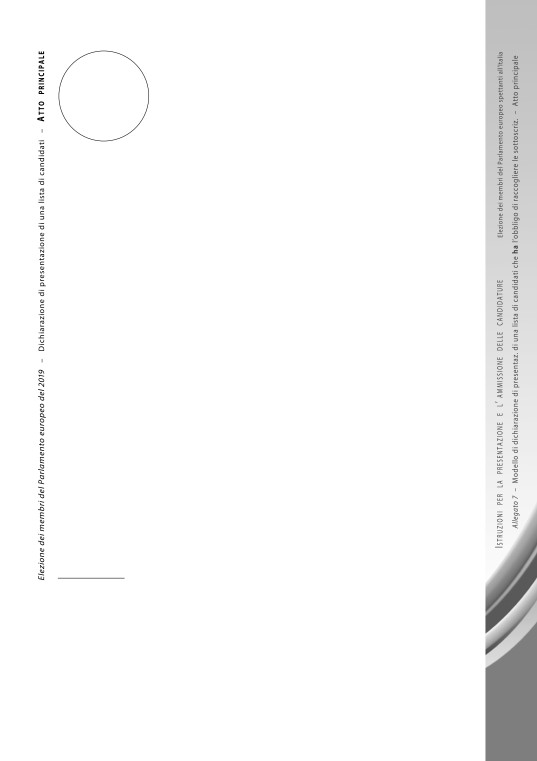 Elezione dei membri del Parlamento europeo del 2019 – Dichiarazione di presentazione di una lista di candidati – ATTO PRINCIPALE
ISTRUZIONI PER LA PRESENTAZIONE E L'AMMISSIONE DELLE CANDIDATURE Elezione dei membri del Parlamento europeo spettanti all'Italia
Allegato 7 – Modello di dichiarazione di presentaz. di una lista di candidati che ha l'obbligo di raccogliere le sottoscriz. – Atto principale